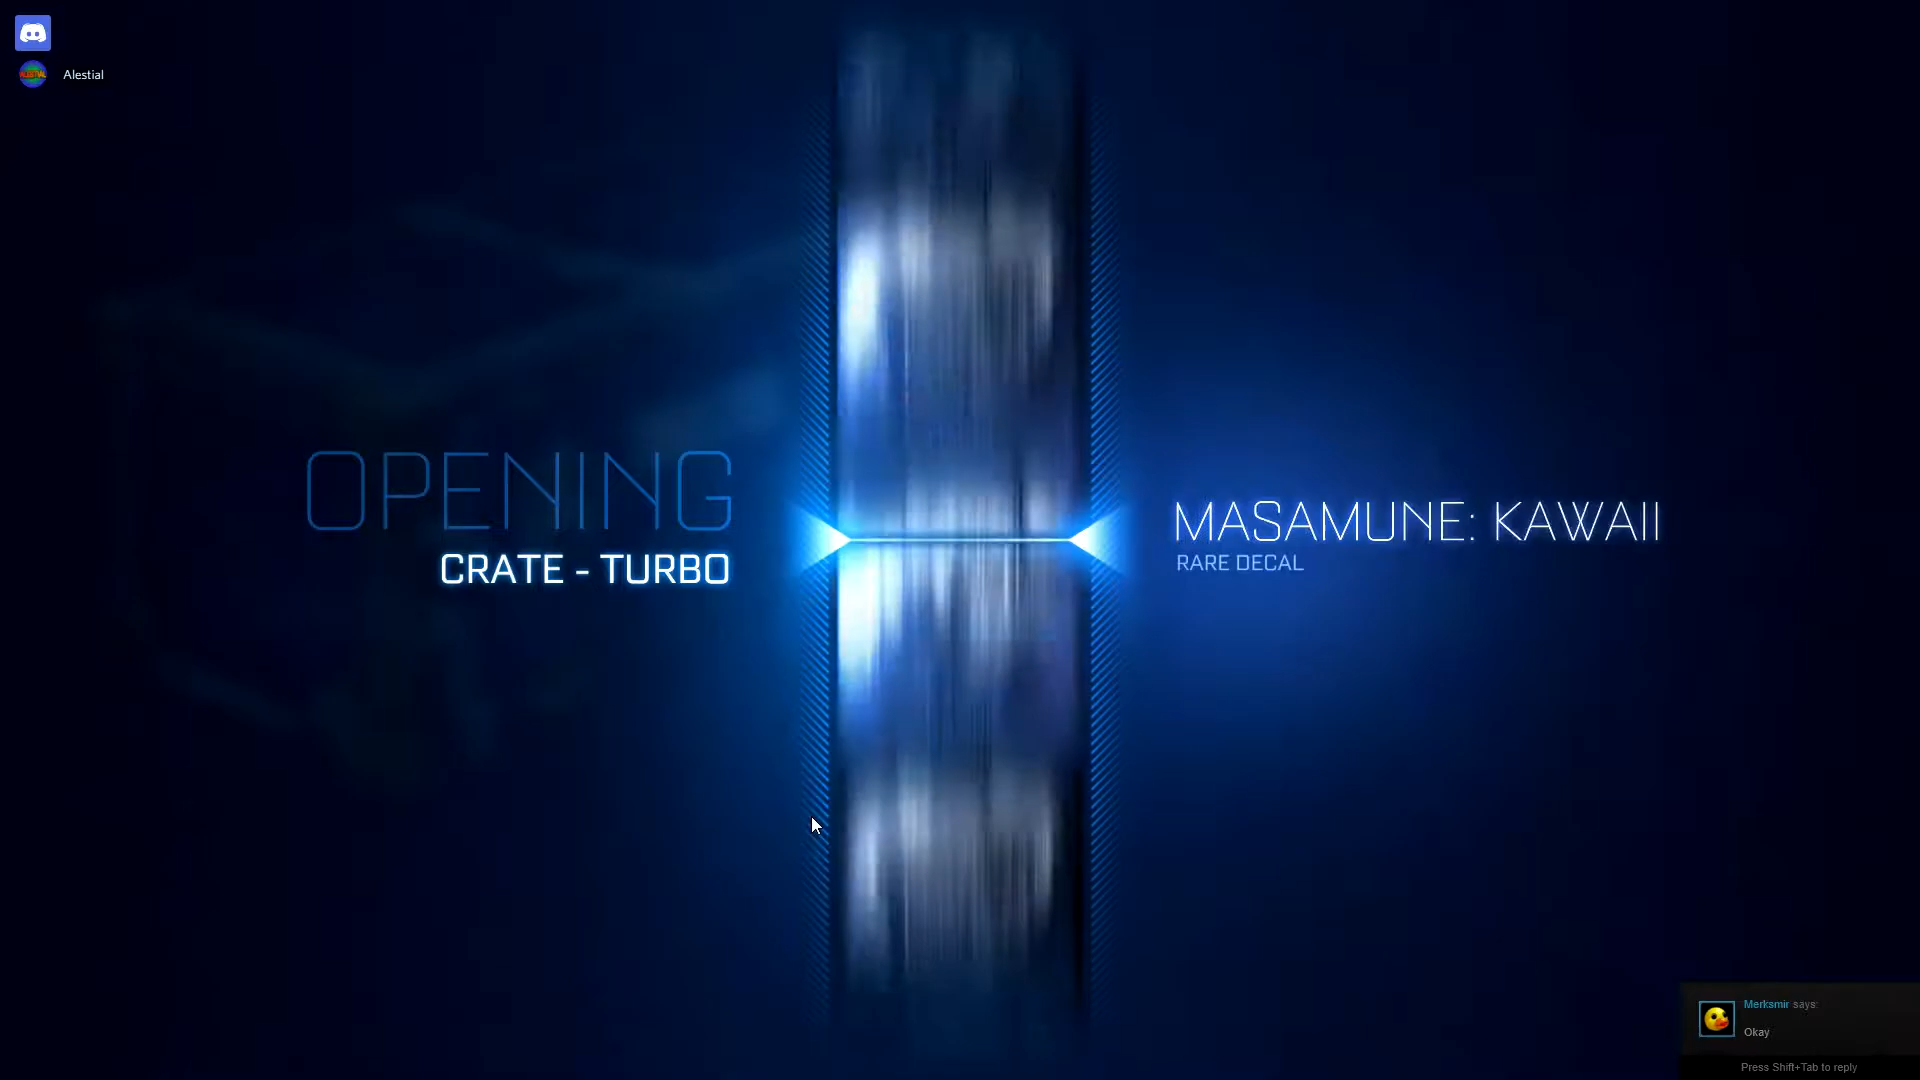 Alestial
OPENING
CRATE - TURBO
MASAMUNE: KAWAII
RARE DECAL
Merksmir says:
Okay
Press Shift+Tab to reply